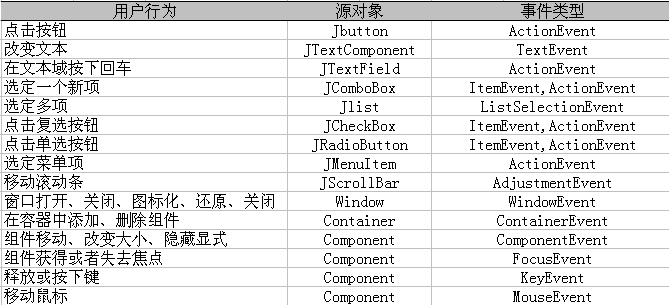 用户行为 源对象 事件类型
点击按钮 Jbutton ActionEvent
改变文本 JTextComponent TextEvent
在文本域按下回车 JTextField ActionEvent
选定一个新项 JComboBox ItemEvent,ActionEvent
选定多项 Jlist ListSelectionEvent
点击复选按钮 JCheckBox ItemEvent,ActionEvent
点击单选按钮 JRadioButton ItemEvent,ActionEvent
选定菜单项 JMenuItem ActionEvent
移动滚动条 JScrollBar AdjustmentEvent
窗口打开、关闭、图标化、还原、关闭 Window WindowEvent
在容器中添加、删除组件 Container ContainerEvent
组件移动、改变大小、隐藏显式 Component ComponentEvent
组件获得或者失去焦点 Component FocusEvent
释放或按下键 Component KeyEvent
移动鼠标 Component MouseEvent